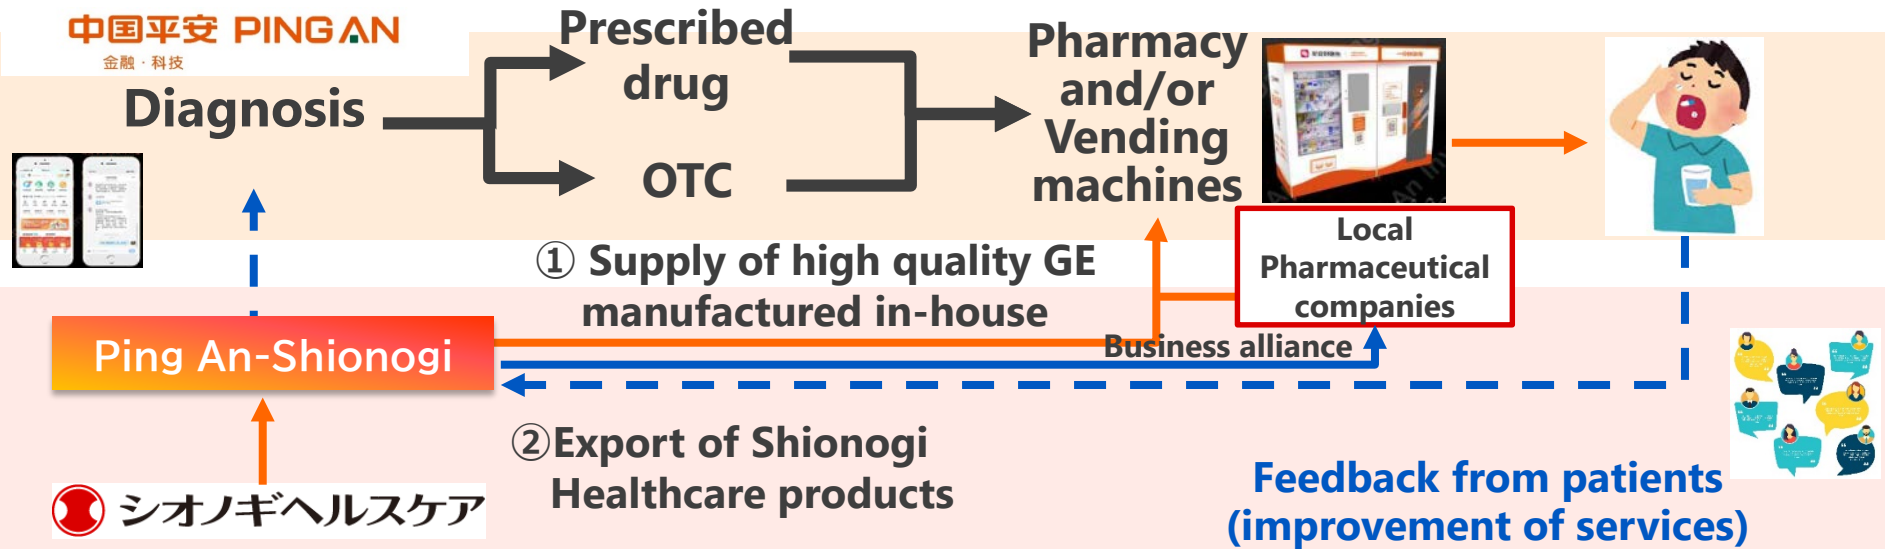 中国平安 PING AN
金融·科技
Diagnosis
Prescribed
drug
OTC
Pharmacy
and/or
Vending
machines
Local
Pharmaceutical
companies
① Supply of high quality GE
manufactured in-house
Ping An-Shionogi
Business alliance
②Export of Shionogi
Healthcare products
シオノギヘルスケア
Feedback from patients
(improvement of services)